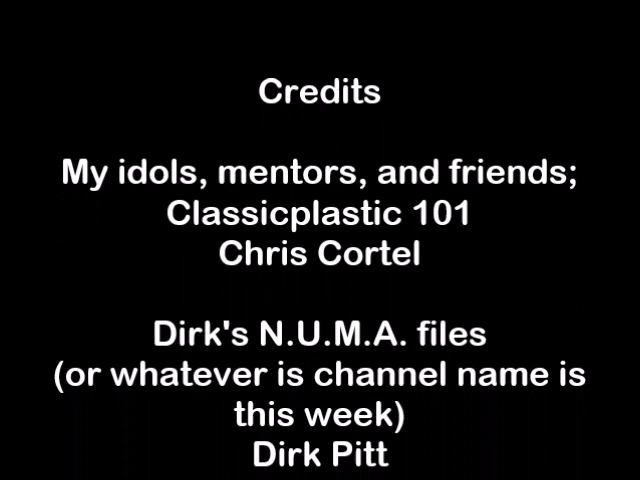 Credits
My idols, mentors, and friends;
Classicplastic 101
Chris Cortel
Dirk's N.U.M.A. files
(or whatever is channel name is
this week)
Dirk Pitt